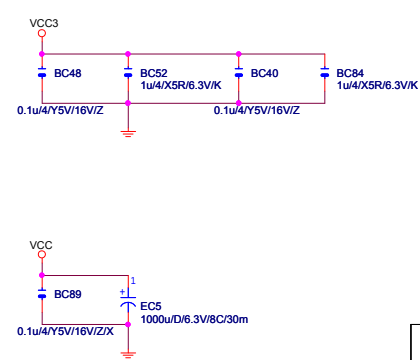 VCC3
BC48 BC52 BC40 BC84
1u/4/X5R/6.3V/K 1u/4/X5R/6.3V/K
0.1u/4/Y5V/16V/Z 0.1u/4/Y5V/16V/Z
VCC
1
BC89 +
EC5
1000u/D/6.3V/8C/30m
0.1u/4/Y5V/16V/Z/X